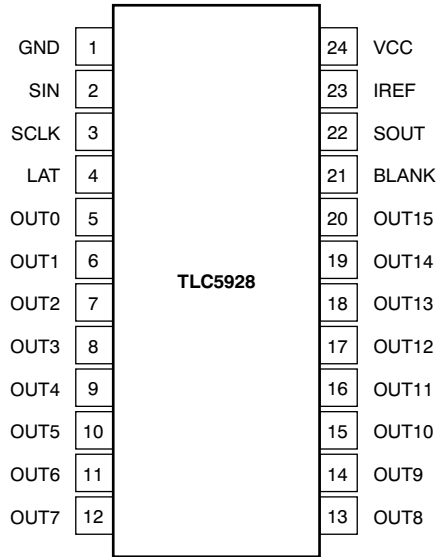 GND 1 24 VCC
SIN 2 23 IREF
SCLK 3 22 SOUT
LAT 4 21 BLANK
OUT0 5 20 OUT15
OUT1 6 19 OUT14
TLC5928
OUT2 7 18 OUT13
OUT3 8 17 OUT12
OUT4 9 16 OUT11
OUT5 10 15 OUT10
OUT6 11 14 OUT9
OUT7 12 13 OUT8